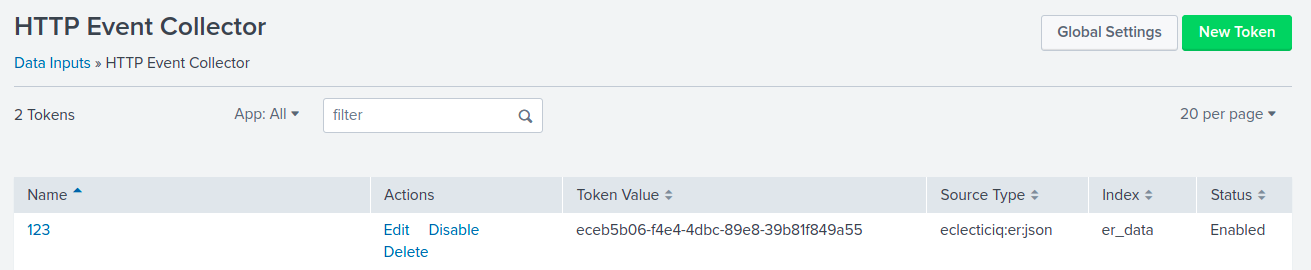 HTTP Event Collector
Global Settings
New Token
Data Inputs » HTTP Event Collector
2 Tokens
App: All
filter
20 per page
Name
Actions
Token Value
Source Type
Index
Status
123
Edit
Disable
Delete
eceb5b06-f4e4-4dbc-89e8-39b81f849a55
eclecticiq:er:json
er_data
Enabled